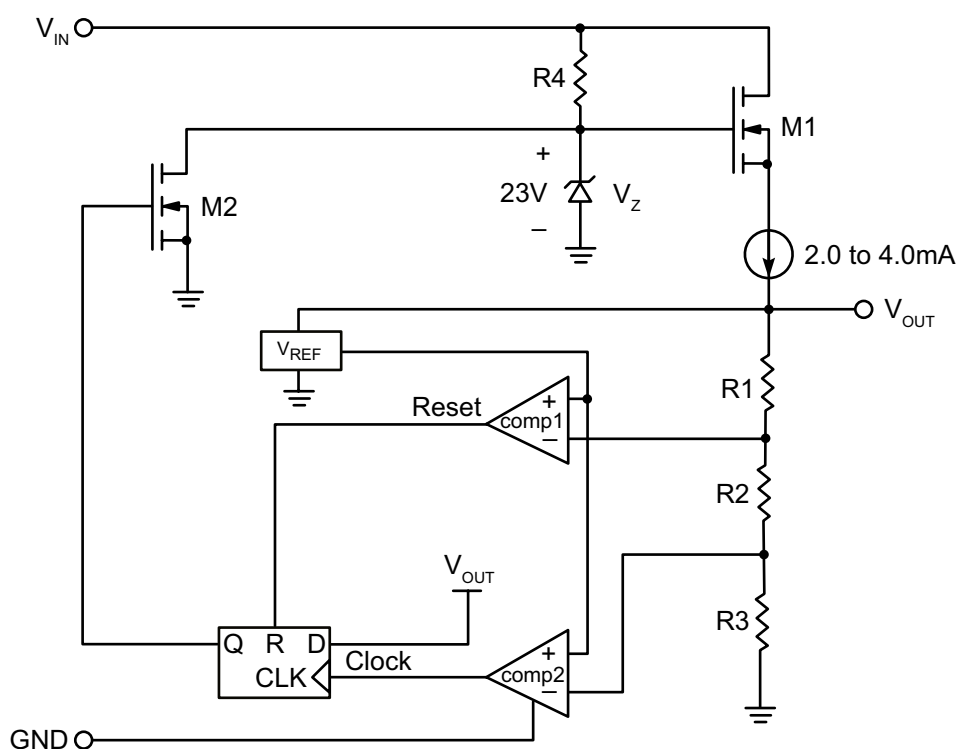 VIN
R4
M1
+
23V
–
VZ
M2
2.0 to 4.0mA
VOUT
VREF
R1
Reset
+
comp1
–
R2
VOUT
R3
Q R D
CLK
Clock
+
comp2
–
GND